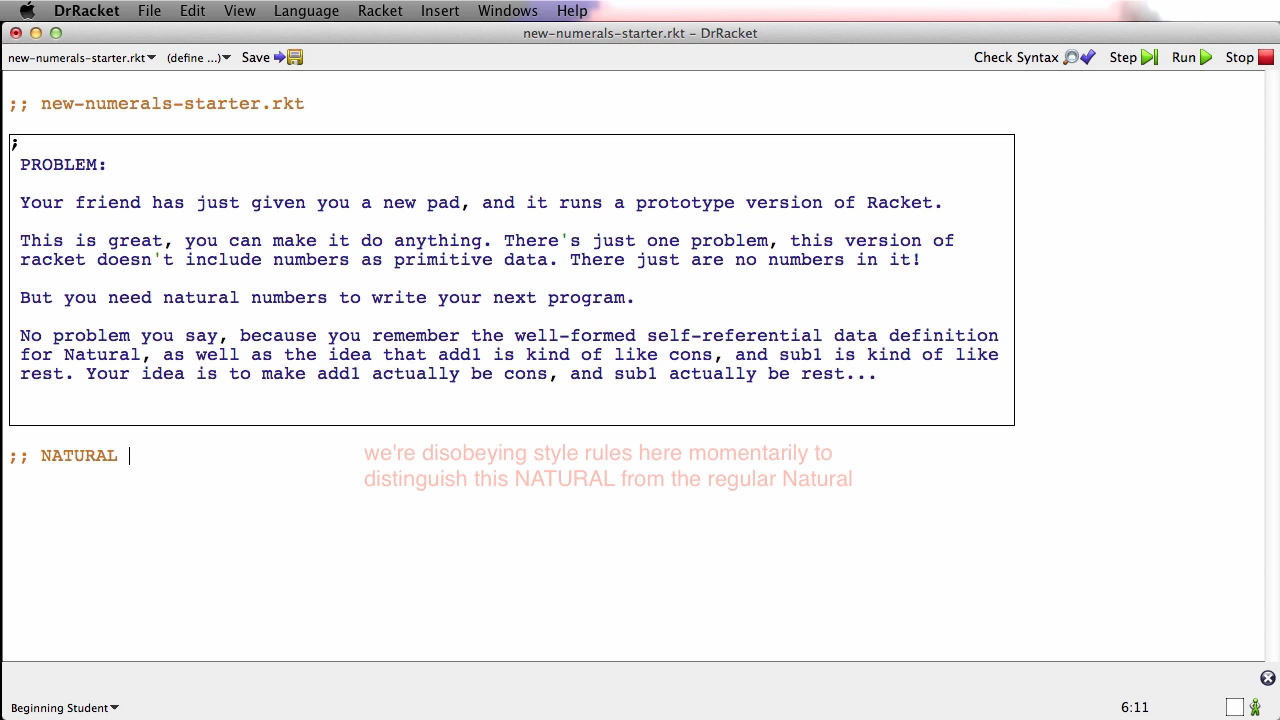 DrRacket File Edit View Language Racket Insert Windows Help
new-numerals-starter.rkt - DrRacket
new-numerals-starter.rkt (define ...) Save Check Syntax Step Run Stop
;; new-numerals-starter.rkt
;
PROBLEM:
Your friend has just given you a new pad, and it runs a prototype version of Racket.
This is great, you can make it do anything. There's just one problem, this version of
racket doesn't include numbers as primitive data. There just are no numbers in it!
But you need natural numbers to write your next program.
No problem you say, because you remember the well-formed self-referential data definition
for Natural, as well as the idea that add1 is kind of like cons, and sub1 is kind of like
rest. Your idea is to make add1 actually be cons, and sub1 actually be rest...
;; NATURAL
we're disobeying style rules here momentarily to
distinguish this NATURAL from the regular Natural
Beginning Student 6:11